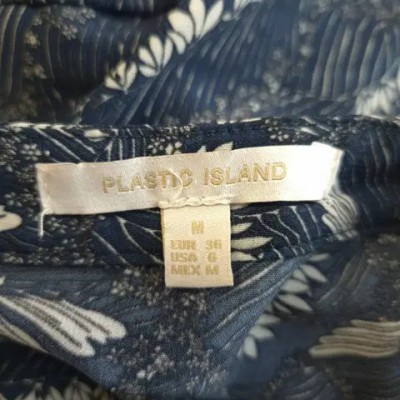 PLASTIC ISLAND
M
EUR 36
USA 6
MEX M